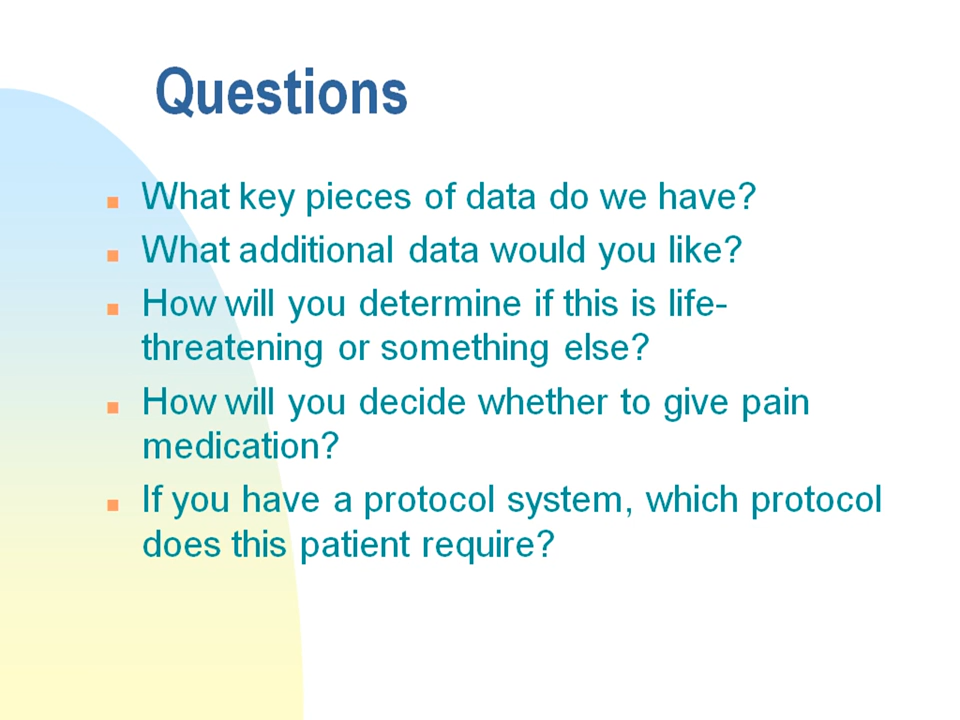 Questions
What key pieces of data do we have?
What additional data would you like?
How will you determine if this is life-
threatening or something else?
How will you decide whether to give pain
medication?
If you have a protocol system, which protocol
does this patient require?